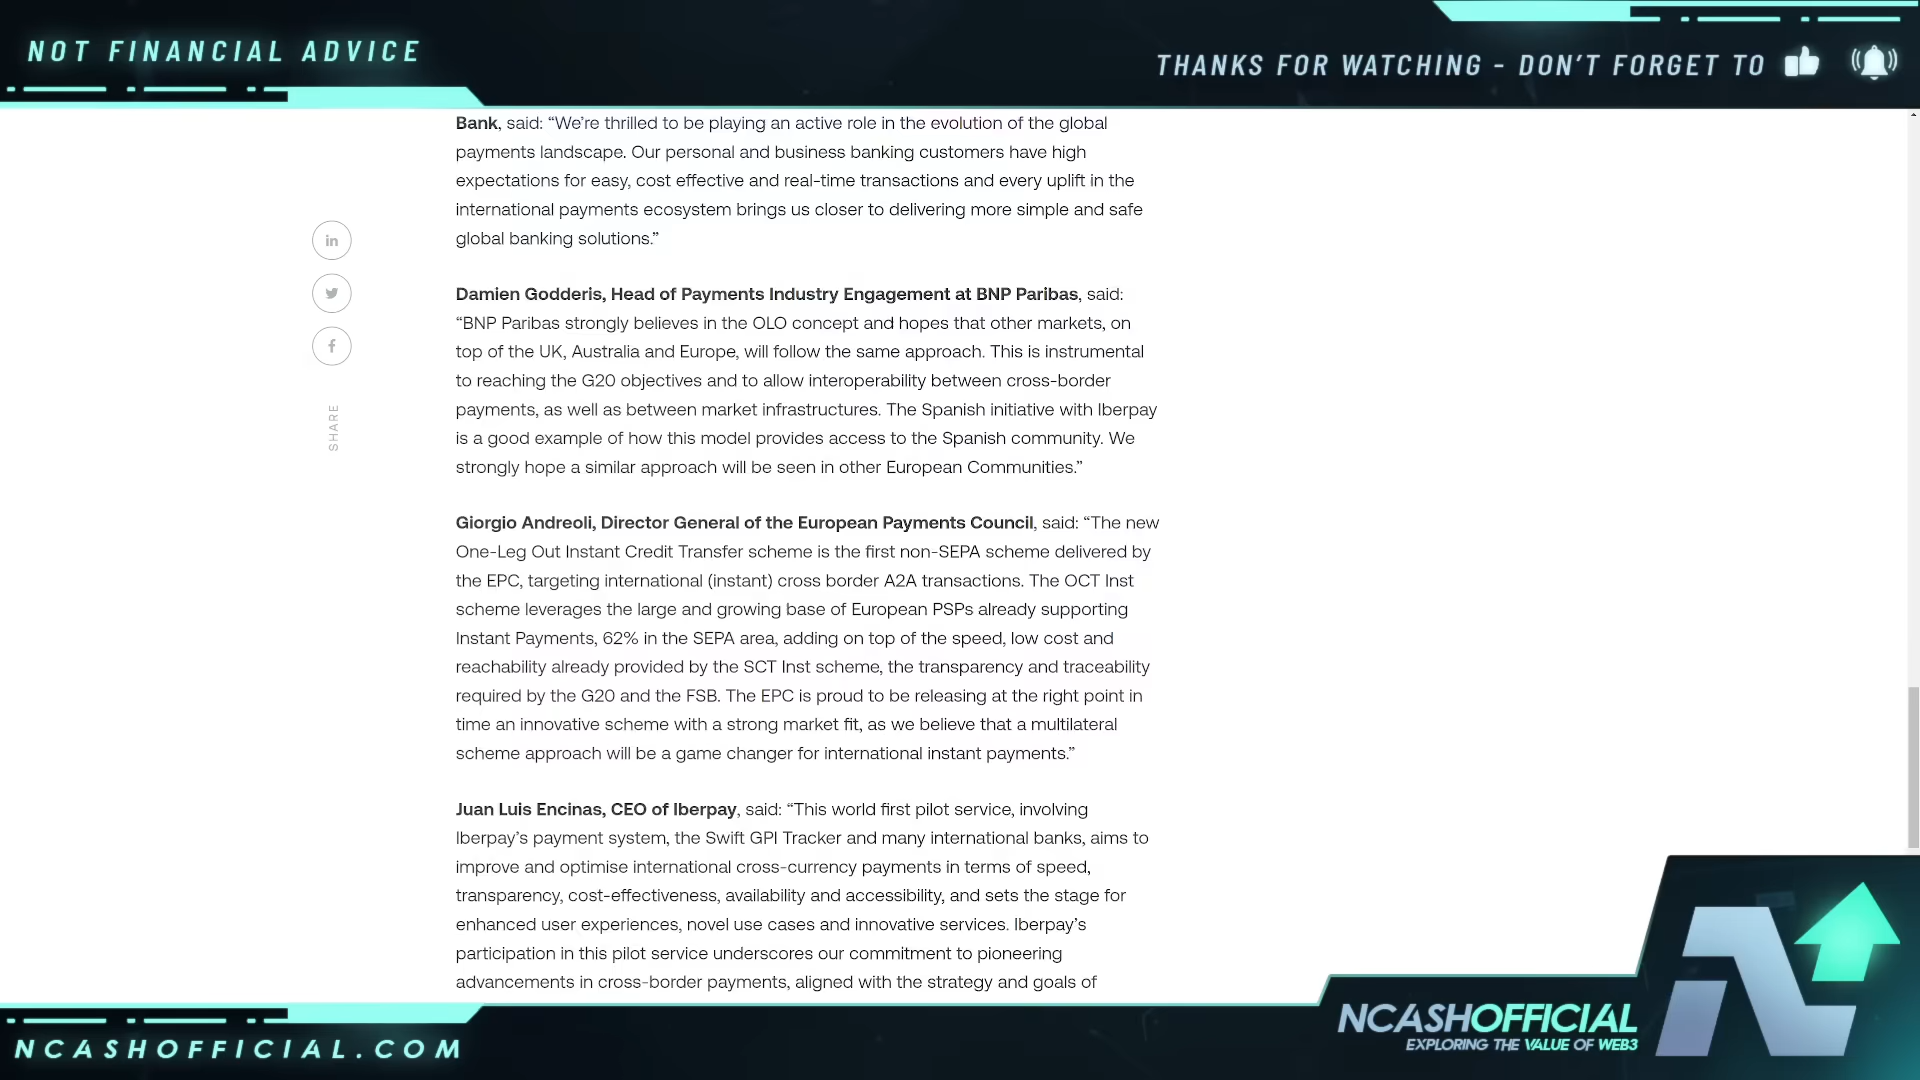 NOT FINANCIAL ADVICE
THANKS FOR WATCHING - DON'T FORGET TO
Bank, said: “We’re thrilled to be playing an active role in the evolution of the global
payments landscape. Our personal and business banking customers have high
expectations for easy, cost effective and real-time transactions and every uplift in the
international payments ecosystem brings us closer to delivering more simple and safe
global banking solutions.”
Damien Godderis, Head of Payments Industry Engagement at BNP Paribas, said:
“BNP Paribas strongly believes in the OLO concept and hopes that other markets, on
top of the UK, Australia and Europe, will follow the same approach. This is instrumental
to reaching the G20 objectives and to allow interoperability between cross-border
payments, as well as between market infrastructures. The Spanish initiative with Iberpay
is a good example of how this model provides access to the Spanish community. We
strongly hope a similar approach will be seen in other European Communities.”
Giorgio Andreoli, Director General of the European Payments Council, said: “The new
One-Leg Out Instant Credit Transfer scheme is the first non-SEPA scheme delivered by
the EPC, targeting international (instant) cross border A2A transactions. The OCT Inst
scheme leverages the large and growing base of European PSPs already supporting
Instant Payments, 62% in the SEPA area, adding on top of the speed, low cost and
reachability already provided by the SCT Inst scheme, the transparency and traceability
required by the G20 and the FSB. The EPC is proud to be releasing at the right point in
time an innovative scheme with a strong market fit, as we believe that a multilateral
scheme approach will be a game changer for international instant payments.”
Juan Luis Encinas, CEO of Iberpay, said: “This world first pilot service, involving
Iberpay’s payment system, the Swift GPI Tracker and many international banks, aims to
improve and optimise international cross-currency payments in terms of speed,
transparency, cost-effectiveness, availability and accessibility, and sets the stage for
enhanced user experiences, novel use cases and innovative services. Iberpay’s
participation in this pilot service underscores our commitment to pioneering
advancements in cross-border payments, aligned with the strategy and goals of
in
f
SHARE
NCASHOFFICIAL.COM
NCASHOFFICIAL
EXPLORING THE VALUE OF WEB3